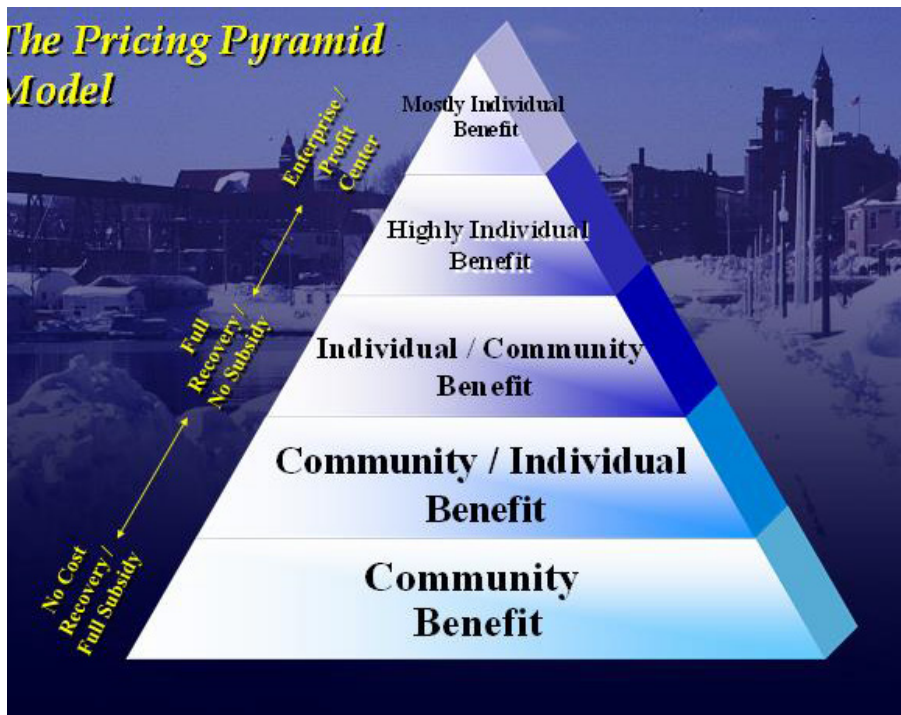 The Pricing Pyramid
Model
Mostly Individual
Benefit
Enterprise /
Profit
Center
Highly Individual
Benefit
Full
Recovery /
No Subsidy
Individual / Community
Benefit
Community / Individual
Benefit
No Cost
Recovery /
Full Subsidy
Community
Benefit